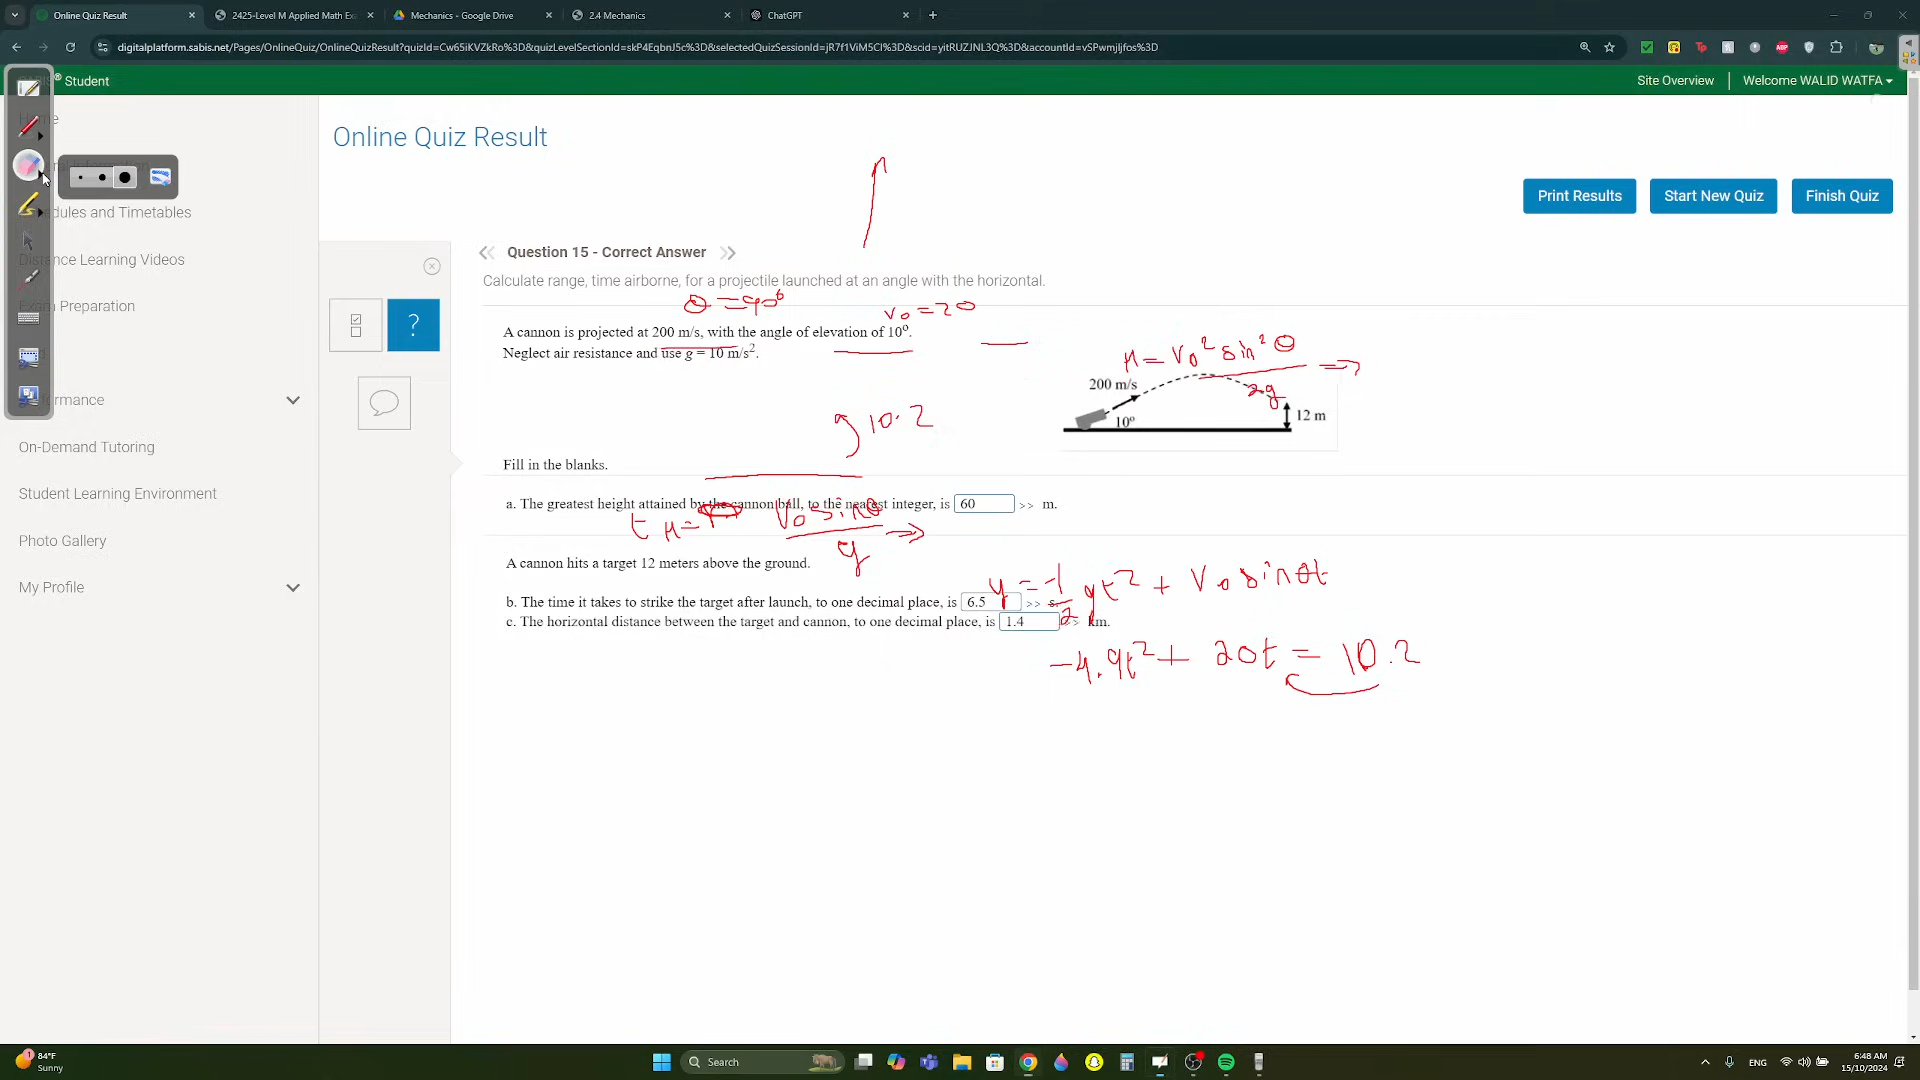 Online Quiz Result
2425-Level M Applied Math Ex
Mechanics - Google Drive
2.4 Mechanics
ChatGPT
digitalplatform.sabis.net/Pages/OnlineQuiz/OnlineQuizResult?quizId=Cw65iKVZkRo%3D&quizLevelSectionId=skP4EqbnJ5c%3D&selectedQuizSessionId=jR7f1ViM5CI%3D&scid=yitRUZJNL3Q%3D&accountId=vSPwmjljfos%3D
® Student
Site Overview
Welcome WALID WATFA
Schedules and Timetables
Distance Learning Videos
Exam Preparation
Performance
On-Demand Tutoring
Student Learning Environment
Photo Gallery
My Profile
Online Quiz Result
Print Results
Start New Quiz
Finish Quiz
Question 15 - Correct Answer
Calculate range, time airborne, for a projectile launched at an angle with the horizontal.
θ = 90°
v₀ = 20
A cannon is projected at 200 m/s, with the angle of elevation of 10°.
Neglect air resistance and use g = 10 m/s².
H = V₀² sin² θ
2g
200 m/s
10°
12 m
10.2
Fill in the blanks.
a. The greatest height attained by the cannon ball, to the nearest integer, is 60 >> m.
t H = V₀ sinθ
g
A cannon hits a target 12 meters above the ground.
y = -1/2 gt² + V₀ sinθt
b. The time it takes to strike the target after launch, to one decimal place, is 6.5 >> s.
c. The horizontal distance between the target and cannon, to one decimal place, is 1.4 >> km.
-4.9t² + 20t = 10.2
84°F
Sunny
Search
ENG
6:48 AM
15/10/2024